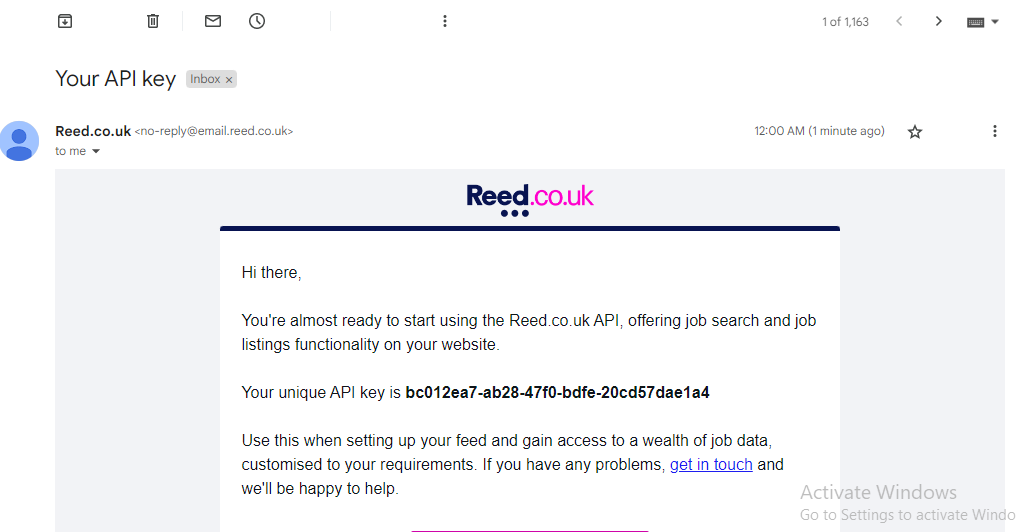 1 of 1,163
Your API key Inbox ×
Reed.co.uk <no-reply@email.reed.co.uk> 12:00 AM (1 minute ago)
to me
Reed.co.uk
Hi there,
You're almost ready to start using the Reed.co.uk API, offering job search and job
listings functionality on your website.
Your unique API key is bc012ea7-ab28-47f0-bdfe-20cd57dae1a4
Use this when setting up your feed and gain access to a wealth of job data,
customised to your requirements. If you have any problems, get in touch and
we'll be happy to help.
Activate Windows
Go to Settings to activate Windo